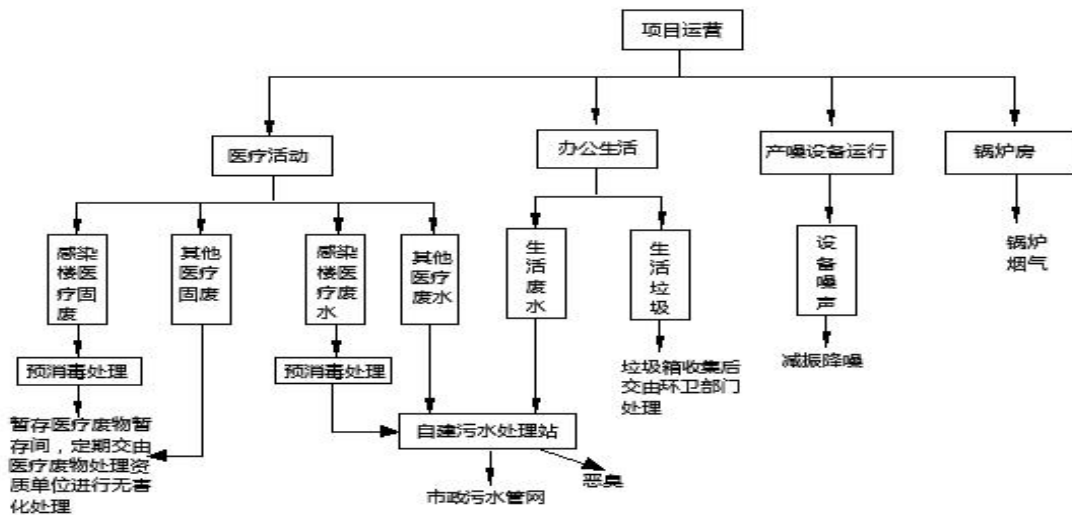 项目运营
医疗活动
办公生活
产噪设备运行
锅炉房
感染
楼医
疗固
废
其他
医疗
固废
感染
楼医
疗废
水
其他
医疗
废水
生
活
废
水
生
活
垃
圾
设
备
噪
声
锅炉
烟气
预消毒处理
预消毒处理
垃圾箱收集后
交由环卫部门
处理
减振降噪
暂存医疗废物暂
存间，定期交由
医疗废物处理资
质单位进行无害
化处理
自建污水处理站
恶臭
市政污水管网